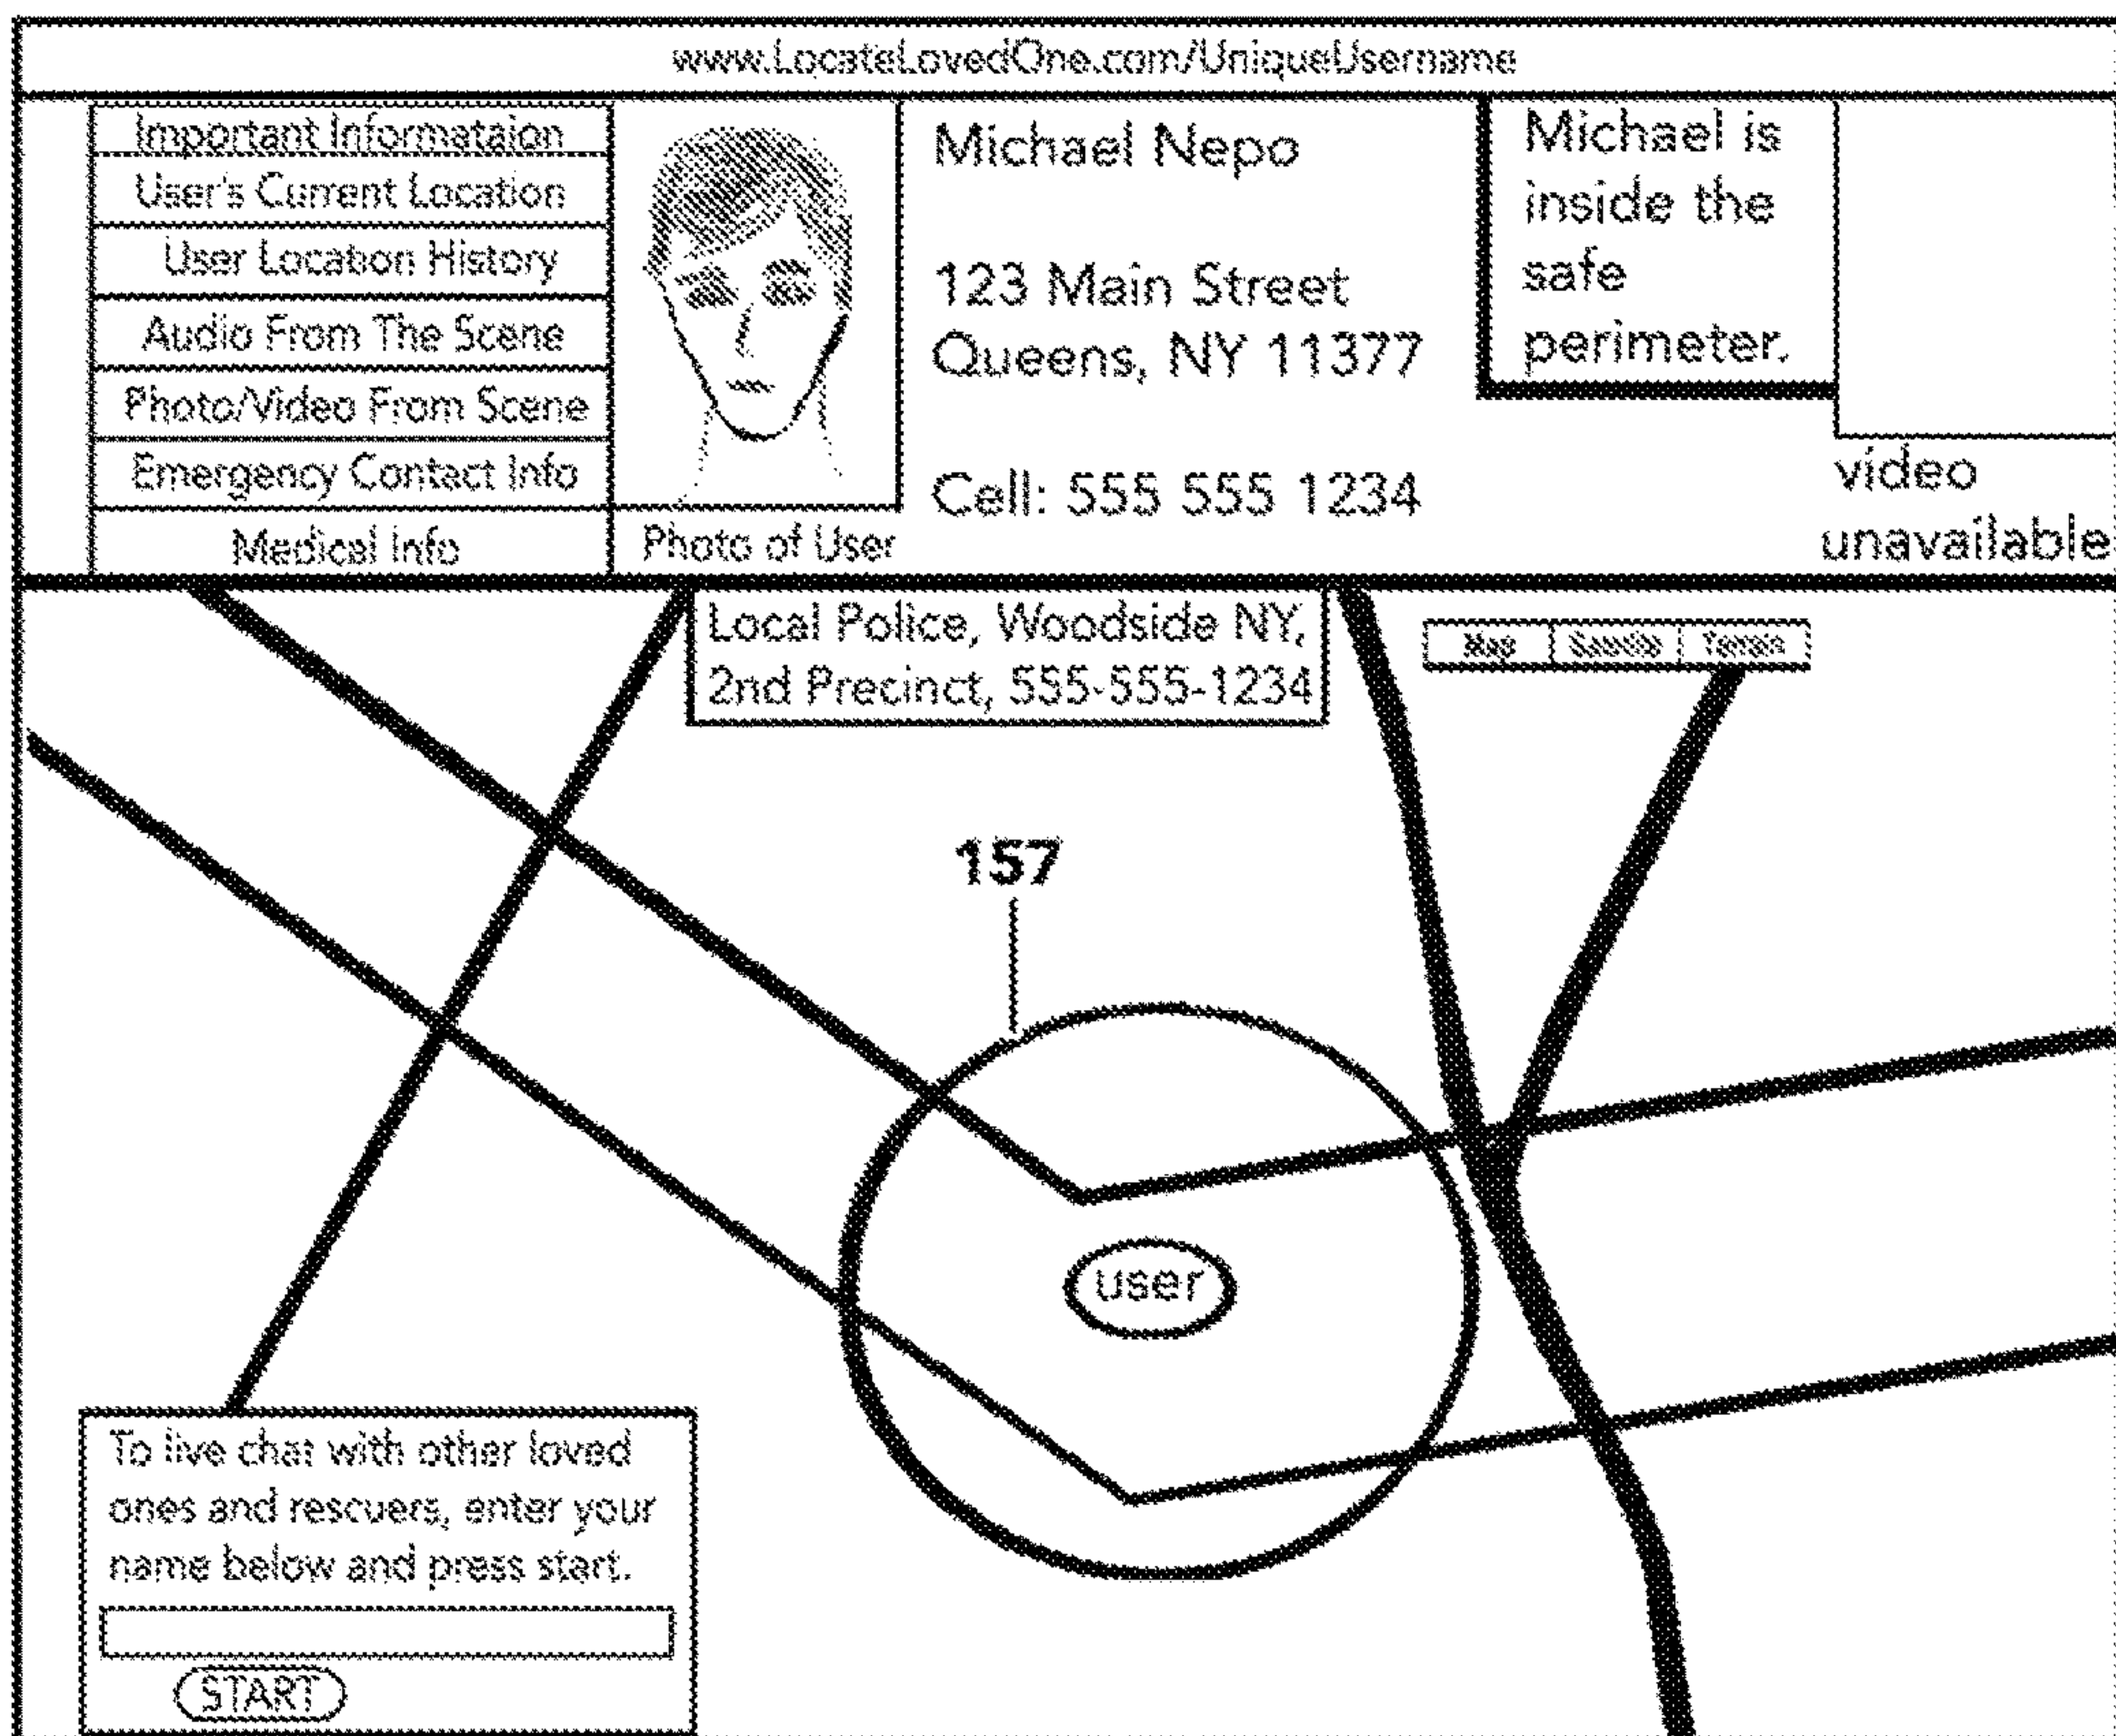 www.LocateLovedOne.com/UniqueUsername
Important Informataion
User's Current Location
User Location History
Audio From The Scene
Photo/Video From Scene
Emergency Contact Info
Medical Info
Photo of User
Michael Nepo
123 Main Street
Queens, NY 11377
Cell: 555 555 1234
Michael is
inside the
safe
perimeter.
video
unavailable
Local Police, Woodside NY,
2nd Precinct, 555-555-1234
Map
Satellite
Terrain
157
user
To live chat with other loved
ones and rescuers, enter your
name below and press start.
START